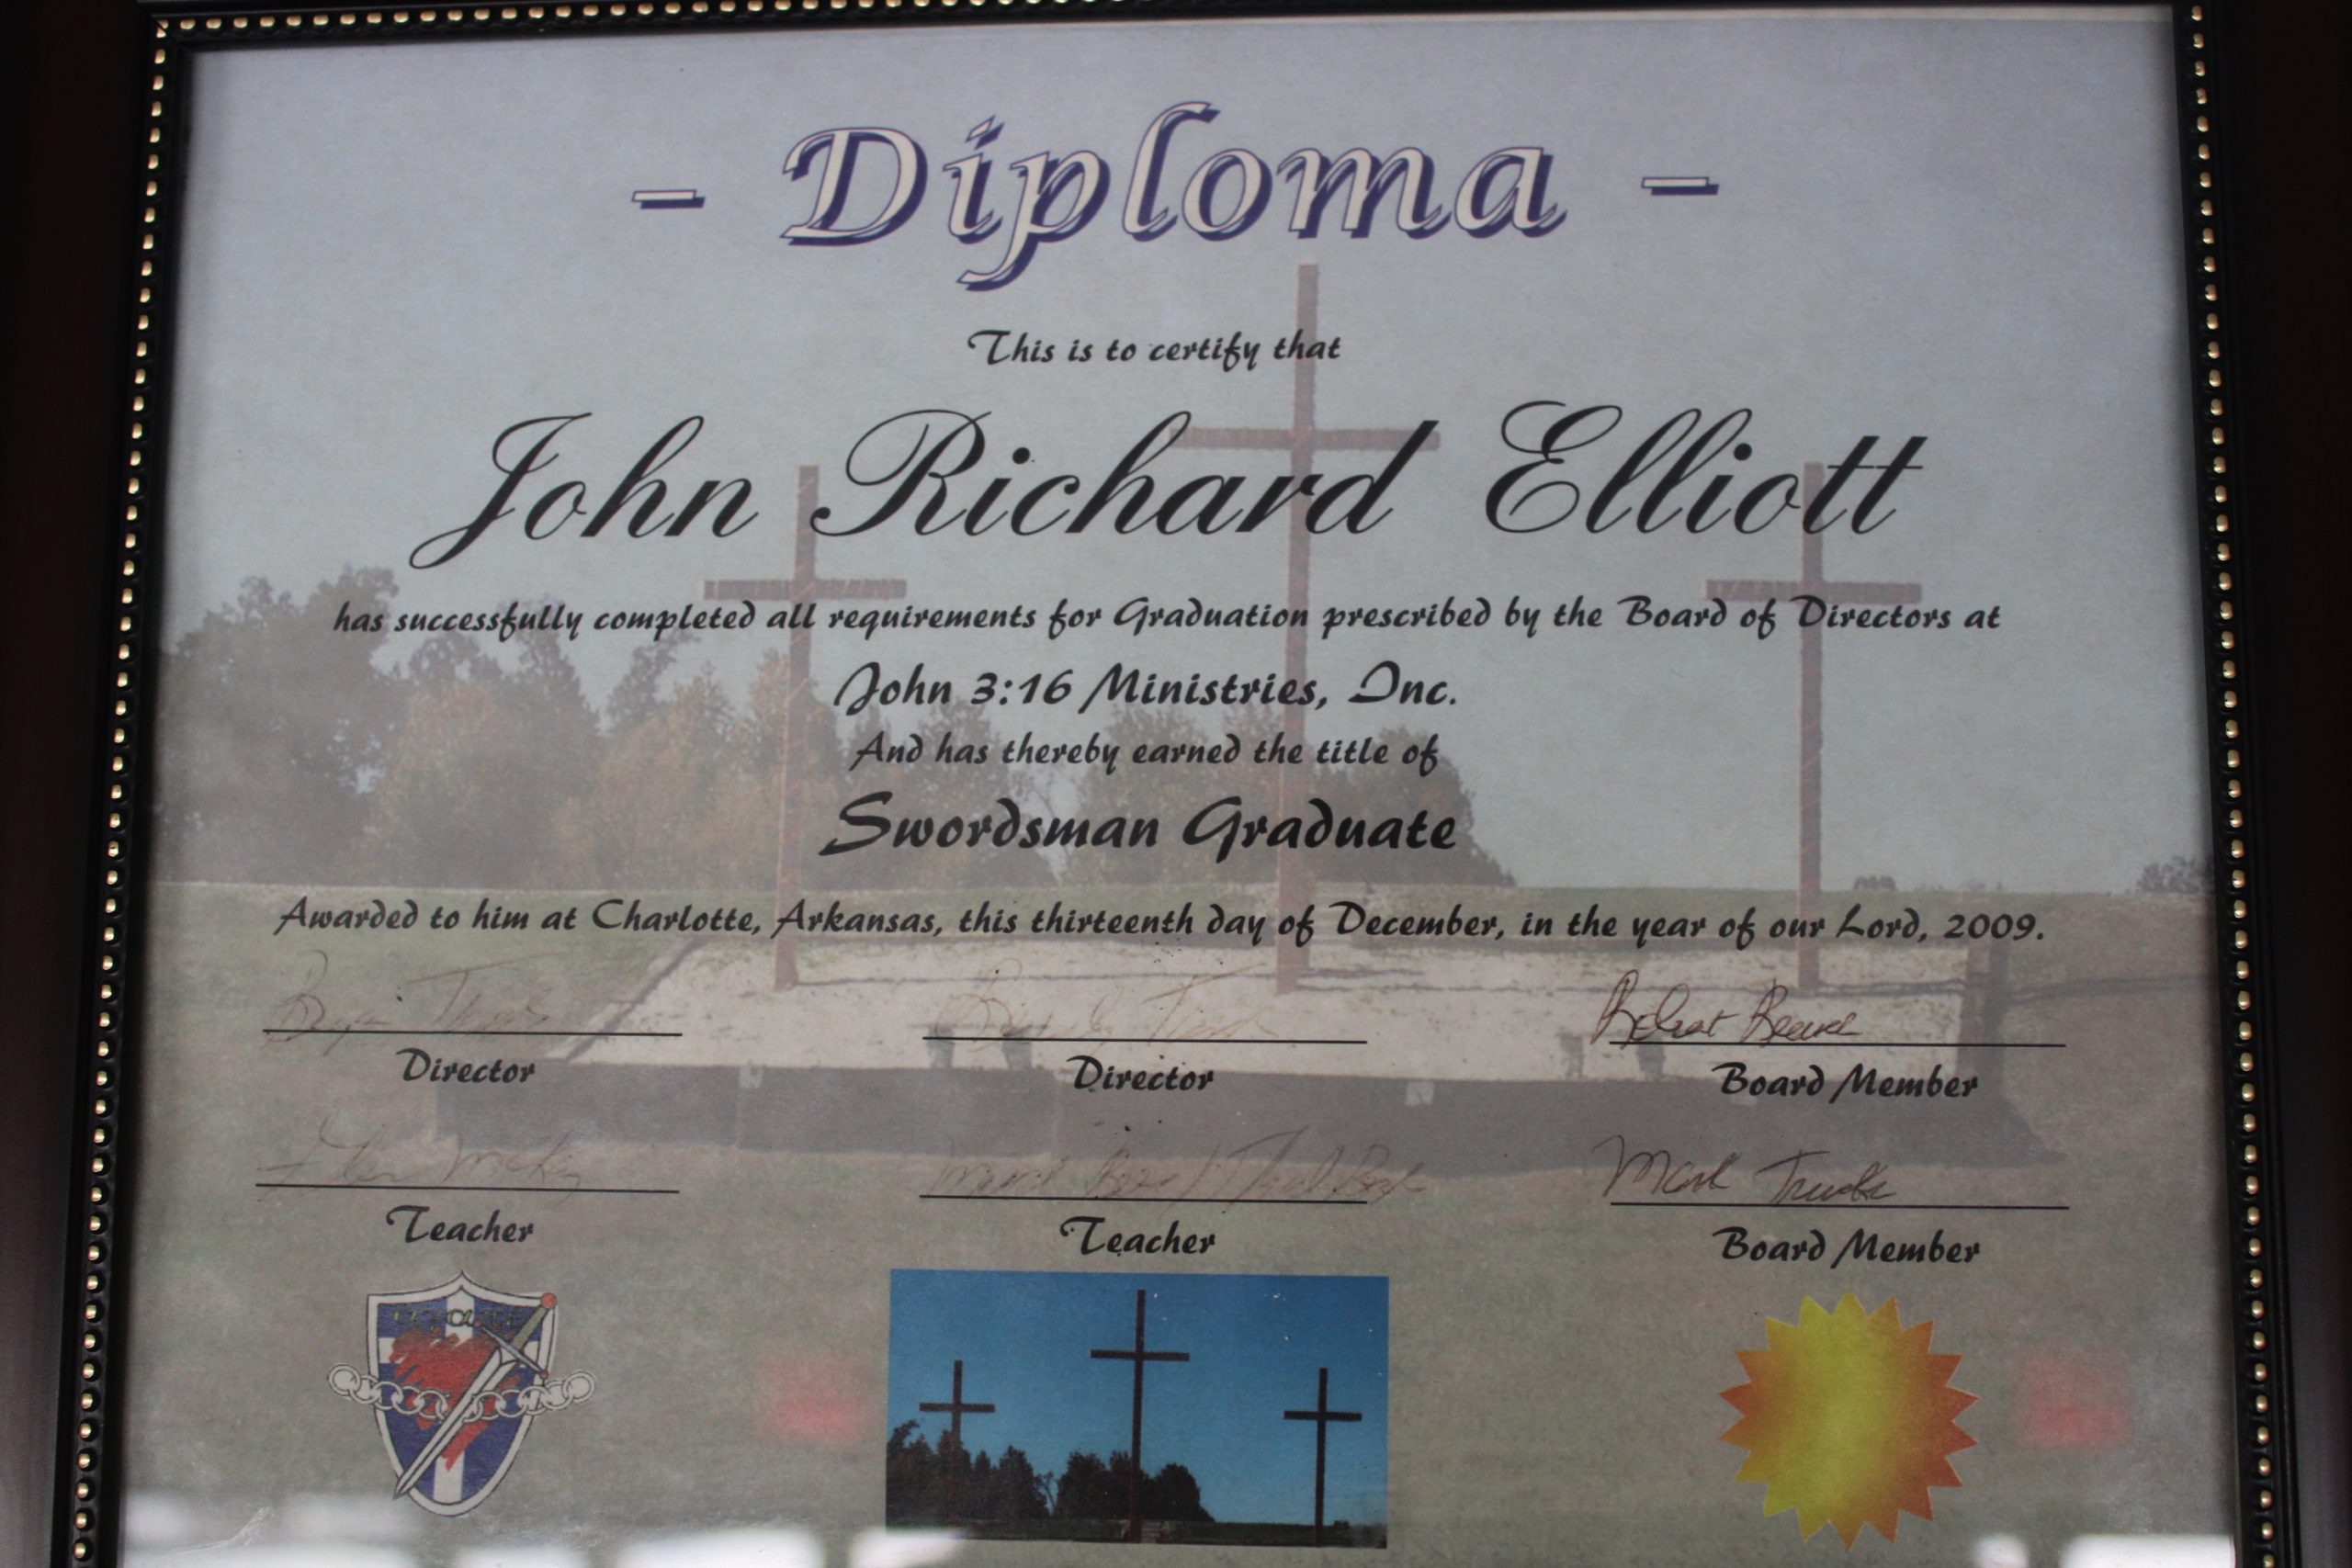 - Diploma -
This is to certify that
John Richard Elliott
has successfully completed all requirements for Graduation prescribed by the Board of Directors at
John 3:16 Ministries, Inc.
And has thereby earned the title of
Swordsman Graduate
Awarded to him at Charlotte, Arkansas, this thirteenth day of December, in the year of our Lord, 2009.
Robert
Director Director Board Member
Mark
Teacher Teacher Board Member